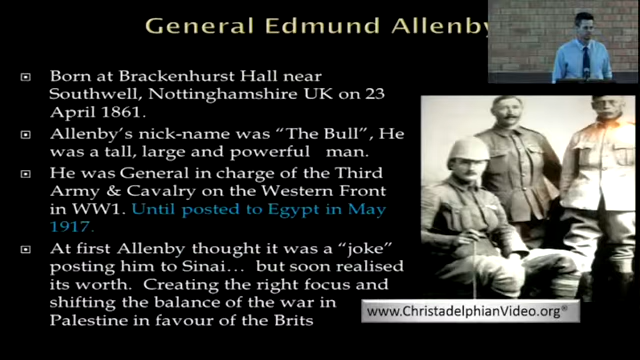 General Edmund Allenby
Born at Brackenhurst Hall near
Southwell, Nottinghamshire UK on 23
April 1861.
Allenby's nick-name was "The Bull", He
was a tall, large and powerful man.
He was General in charge of the Third
Army & Cavalry on the Western Front
in WW1. Until posted to Egypt in May
1917.
At first Allenby thought it was a "joke"
posting him to Sinai... but soon realised
its worth. Creating the right focus and
shifting the balance of the war in
Palestine in favour of the Brits
www.ChristadelphianVideo.org®